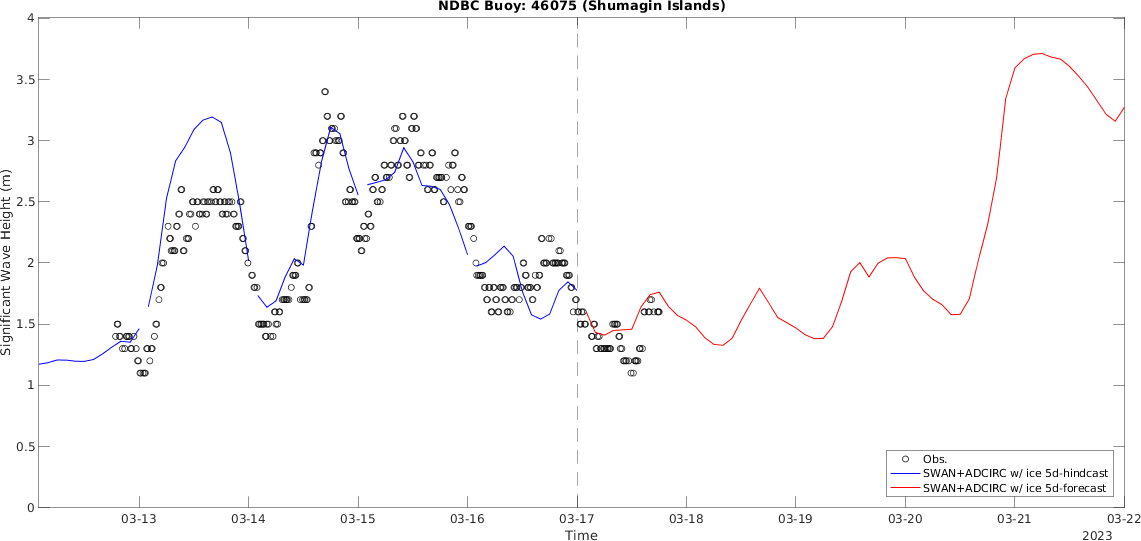 NDBC Buoy: 46075 (Shumagin Islands)
4
3.5
3
2.5
2
1.5
1
0.5
0
Significant Wave Height (m)
Obs.
SWAN+ADCIRC w/ ice 5d-hindcast
SWAN+ADCIRC w/ ice 5d-forecast
03-13 03-14 03-15 03-16 03-17 03-18 03-19 03-20 03-21 03-22
Time
2023